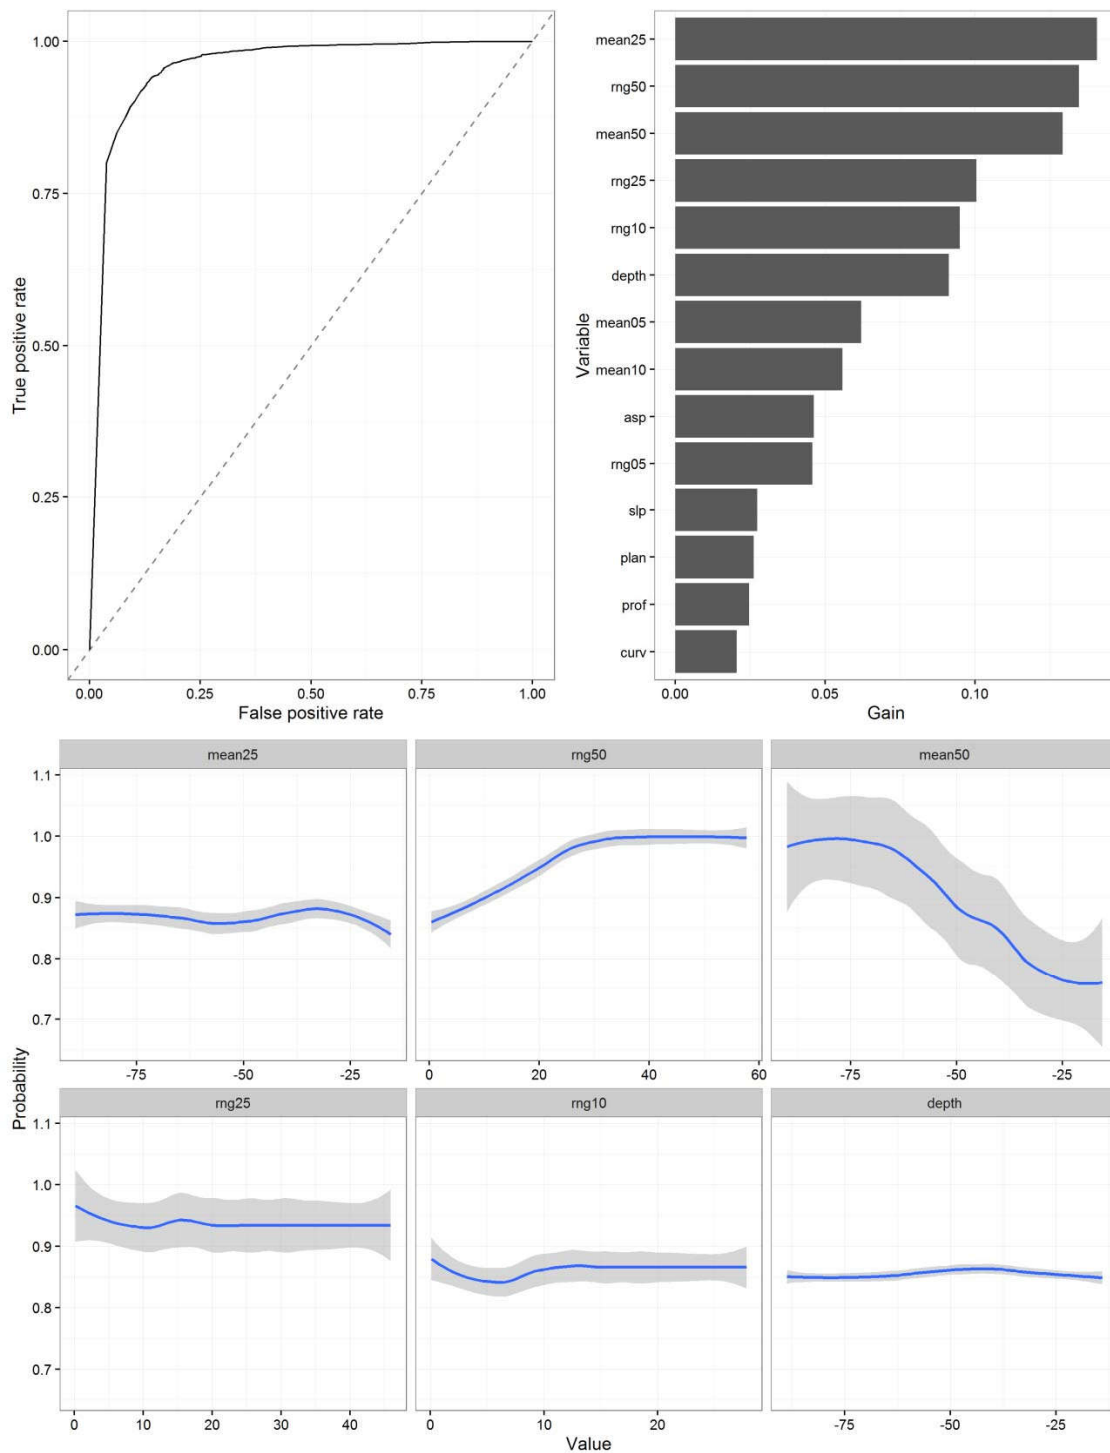 1.00
0.75
0.50
0.25
0.00
True positive rate
0.00 0.25 0.50 0.75 1.00
False positive rate
mean25
rng50
mean50
rng25
rng10
depth
mean05
mean10
asp
rng05
slp
plan
prof
curv
Variable
0.00 0.05 0.10
Gain
mean25 rng50 mean50
1.1
1.0
0.9
0.8
0.7
-75 -50 -25 0 20 40 60 -75 -50 -25
Probability
rng25 rng10 depth
1.1
1.0
0.9
0.8
0.7
0 10 20 30 40 0 10 20 -75 -50 -25
Value